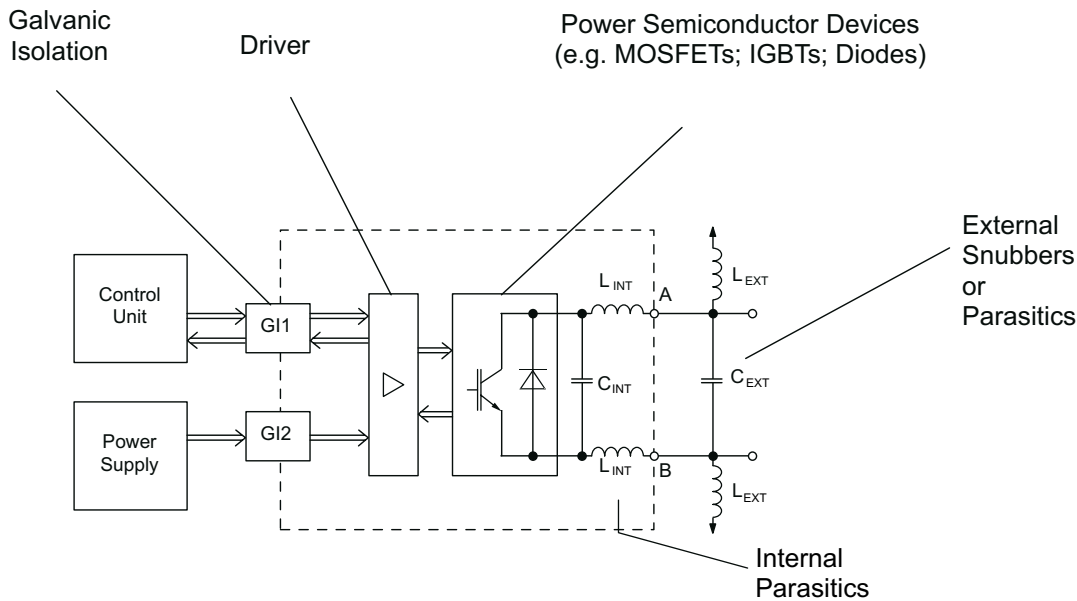 Galvanic
Isolation
Driver
Power Semiconductor Devices
(e.g. MOSFETs; IGBTs; Diodes)
External
Snubbers
or
Parasitics
Control
Unit
GI1
L INT
A
L EXT
C INT
C EXT
Power
Supply
GI2
L INT
B
L EXT
Internal
Parasitics